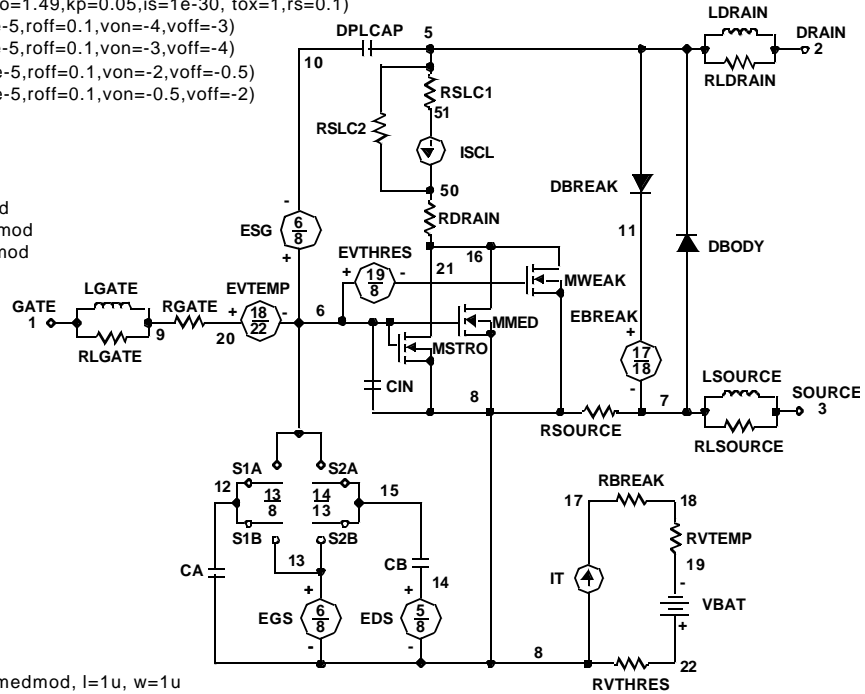 o=1.49,kp=0.05,is=1e-30, tox=1,rs=0.1)
e-5,roff=0.1,von=-4,voff=-3)
e-5,roff=0.1,von=-3,voff=-4)
e-5,roff=0.1,von=-2,voff=-0.5)
e-5,roff=0.1,von=-0.5,voff=-2)
d
mod
mod
medmod, l=1u, w=1u
LDRAIN
DPLCAP 5 DRAIN
10 2
RLDRAIN
RSLC1
51
RSLC2
ISCL
50
DBREAK
RDRAIN
11
DBODY
-
ESG 6
8
+
EVTHRES
+ 19 -
8
21
16
MWEAK
LGATE
EVTEMP
GATE RGATE + 18 -
22
6
1
9
20
RLGATE
MMED
MSTRO
EBREAK +
17
18
-
CIN
8
7
LSOURCE
SOURCE
3
RSOURCE
RLSOURCE
S1A S2A
12 13
8
14
13
15
S1B S2B
13
CA
CB
14
+ +
EGS 6
8
EDS 5
8
- -
RBREAK
17 18
RVTEMP
19
IT
-
VBAT
+
8
22
RVTHRES